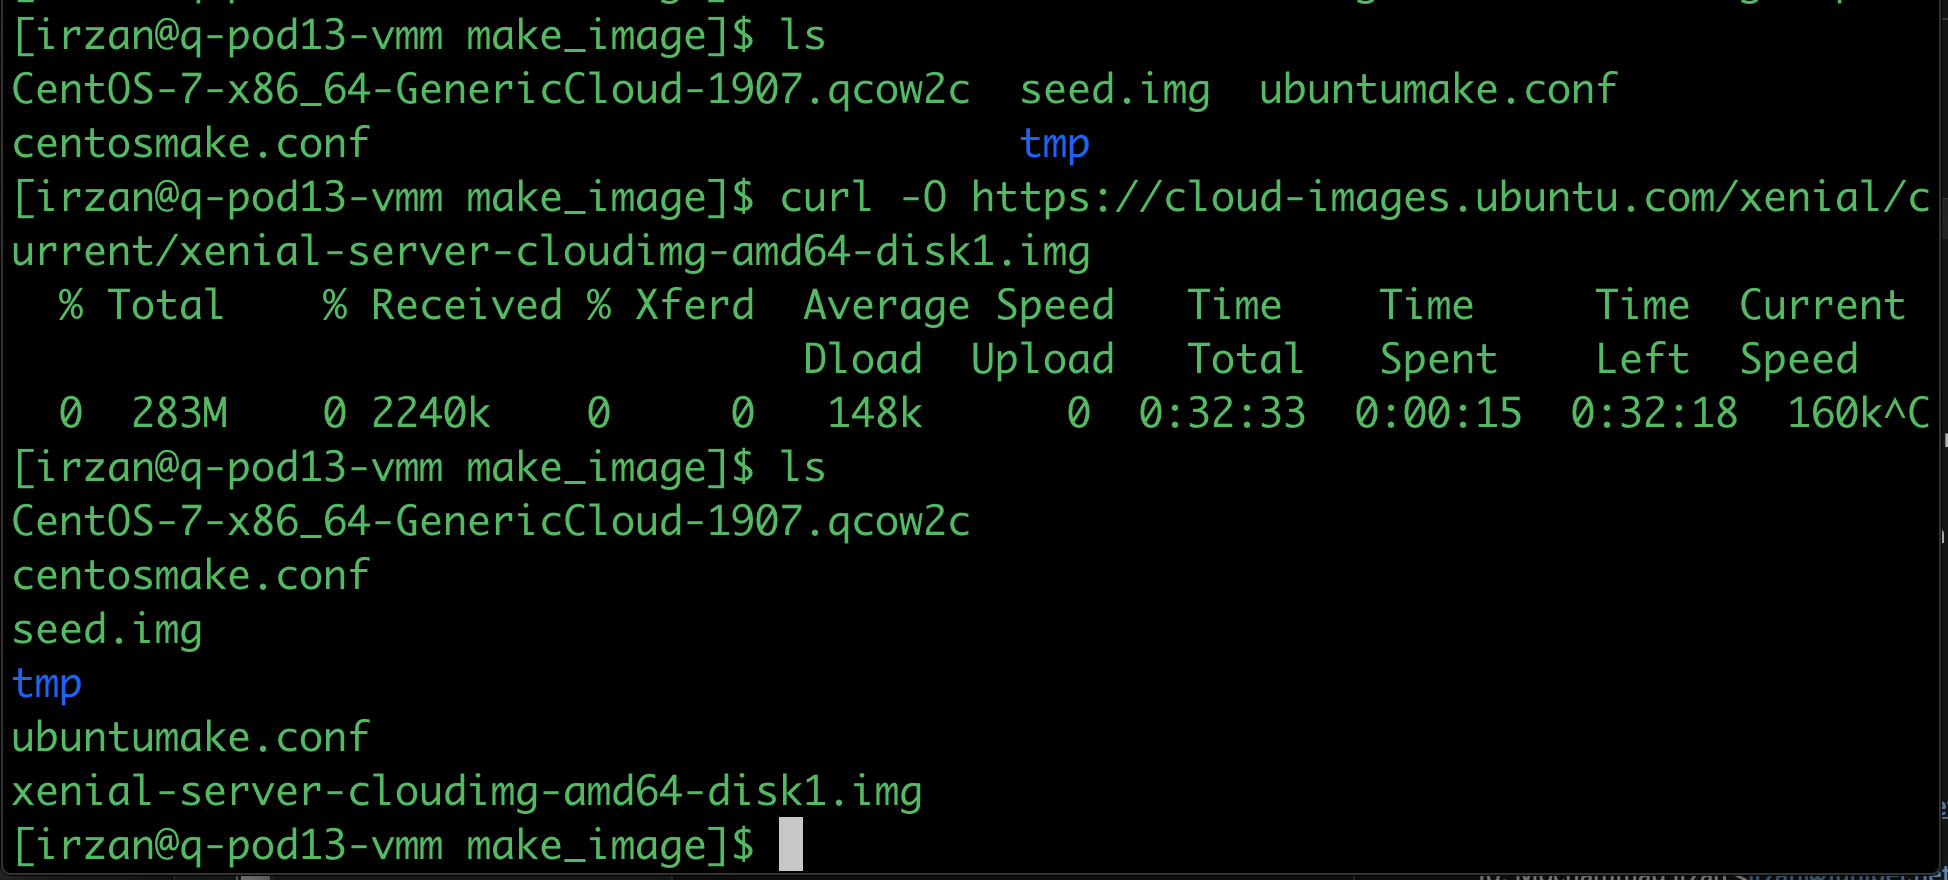 [irzan@q-pod13-vmm make_image]$ ls
CentOS-7-x86_64-GenericCloud-1907.qcow2c  seed.img  ubuntumake.conf
centosmake.conf                           tmp
[irzan@q-pod13-vmm make_image]$ curl -O https://cloud-images.ubuntu.com/xenial/c
urrent/xenial-server-cloudimg-amd64-disk1.img
  % Total    % Received % Xferd  Average Speed   Time    Time     Time  Current
                                 Dload  Upload   Total   Spent    Left  Speed
  0  283M    0 2240k    0     0   148k      0  0:32:33  0:00:15  0:32:18  160k^C
[irzan@q-pod13-vmm make_image]$ ls
CentOS-7-x86_64-GenericCloud-1907.qcow2c
centosmake.conf
seed.img
tmp
ubuntumake.conf
xenial-server-cloudimg-amd64-disk1.img
[irzan@q-pod13-vmm make_image]$